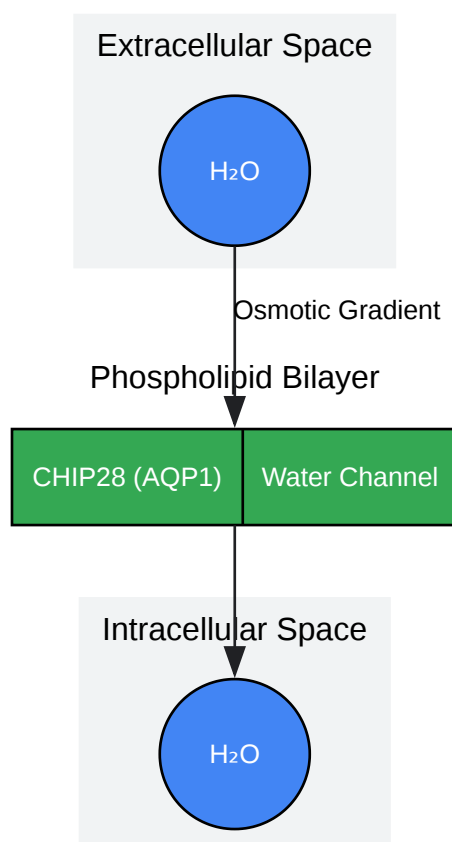 Extracellular Space
H₂O
Osmotic Gradient
Phospholipid Bilayer
CHIP28 (AQP1) Water Channel
Intracellular Space
H₂O